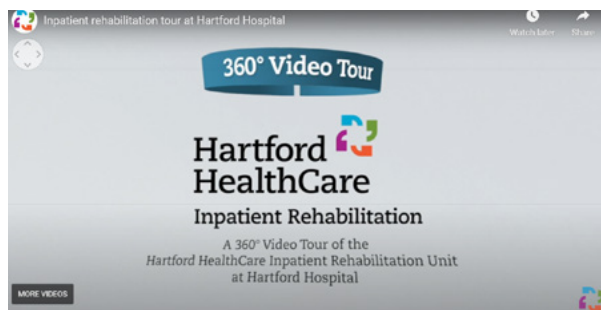 Inpatient rehabilitation tour at Hartford Hospital
Watch later
Share
360° Video Tour
Hartford
HealthCare
Inpatient Rehabilitation
A 360° Video Tour of the
Hartford HealthCare Inpatient Rehabilitation Unit
at Hartford Hospital
MORE VIDEOS